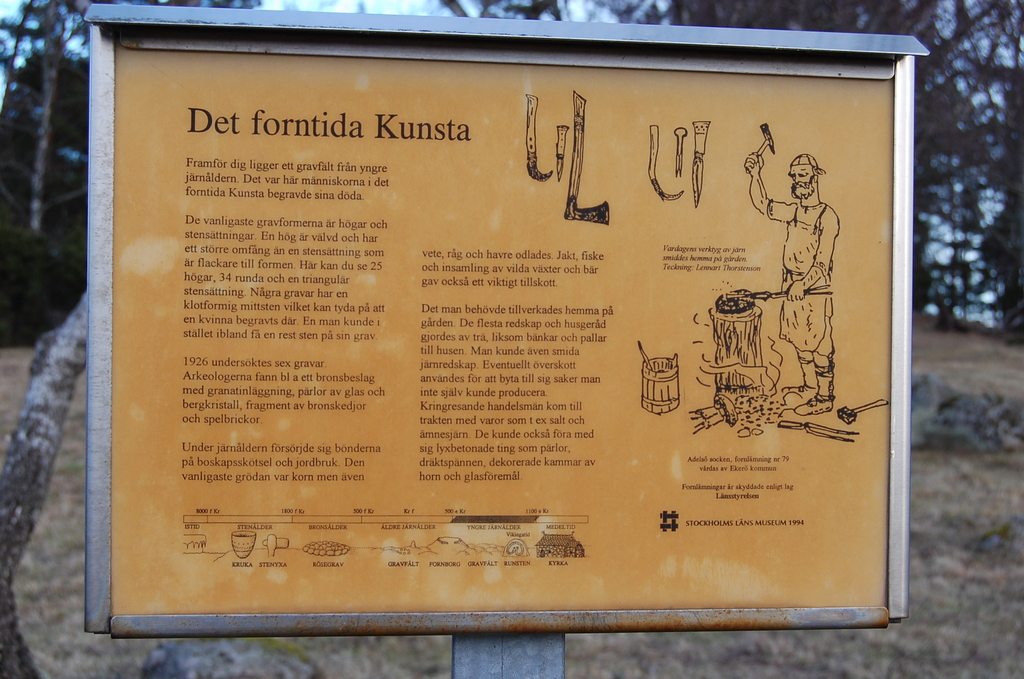 Det forntida Kunsta
Framför dig ligger ett gravfält från yngre
järnåldern. Det var här människorna i det
forntida Kunsta begravde sina döda.
De vanligaste gravformerna är högar och
stensättningar. En hög är välvd och har
ett större omfång än en stensättning som
är flackare till formen. Här kan du se 25
högar, 34 runda och en triangulär
stensättning. Några gravar har en
klotformig mittsten vilket kan tyda på att
en kvinna begravts där. En man kunde i
stället ibland få en rest sten på sin grav.
1926 undersöktes sex gravar.
Arkeologerna fann bl a ett bronsbeslag
med granatinläggning, pärlor av glas och
bergkristall, fragment av bronskedjor
och spelbrickor.
Under järnåldern försörjde sig bönderna
på boskapsskötsel och jordbruk. Den
vanligaste grödan var korn men även
vete, råg och havre odlades. Jakt, fiske
och insamling av vilda växter och bär
gav också ett viktigt tillskott.
Det man behövde tillverkades hemma på
gården. De flesta redskap och husgeråd
gjordes av trä, liksom bänkar och pallar
till husen. Man kunde även smida
järnredskap. Eventuellt överskott
användes för att byta till sig saker man
inte själv kunde producera.
Kringresande handelsmän kom till
trakten med varor som t ex salt och
ämnesjärn. De kunde också föra med
sig lyxbetonade ting som pärlor,
dräktspännen, dekorerade kammar av
horn och glasföremål.
Vardagens verktyg av järn
smiddes hemma på gården.
Teckning: Lennart Thorstenson
Adelsö socken, fornlämning nr 79
vårdas av Ekerö kommun
Fornlämningar är skyddade enligt lag
Länsstyrelsen
STOCKHOLMS LÄNS MUSEUM 1994
8000 f Kr 1800 f Kr 500 f Kr Kr f 500 e Kr 1100 e Kr
ISTID STENÅLDER BRONSÅLDER ÄLDRE JÄRNÅLDER YNGRE JÄRNÅLDER MEDELTID
Vikingatid
KRUKA STENYXA RÖSEGRAV GRAVFÄLT FORNBORG GRAVFÄLT RUNSTEN KYRKA